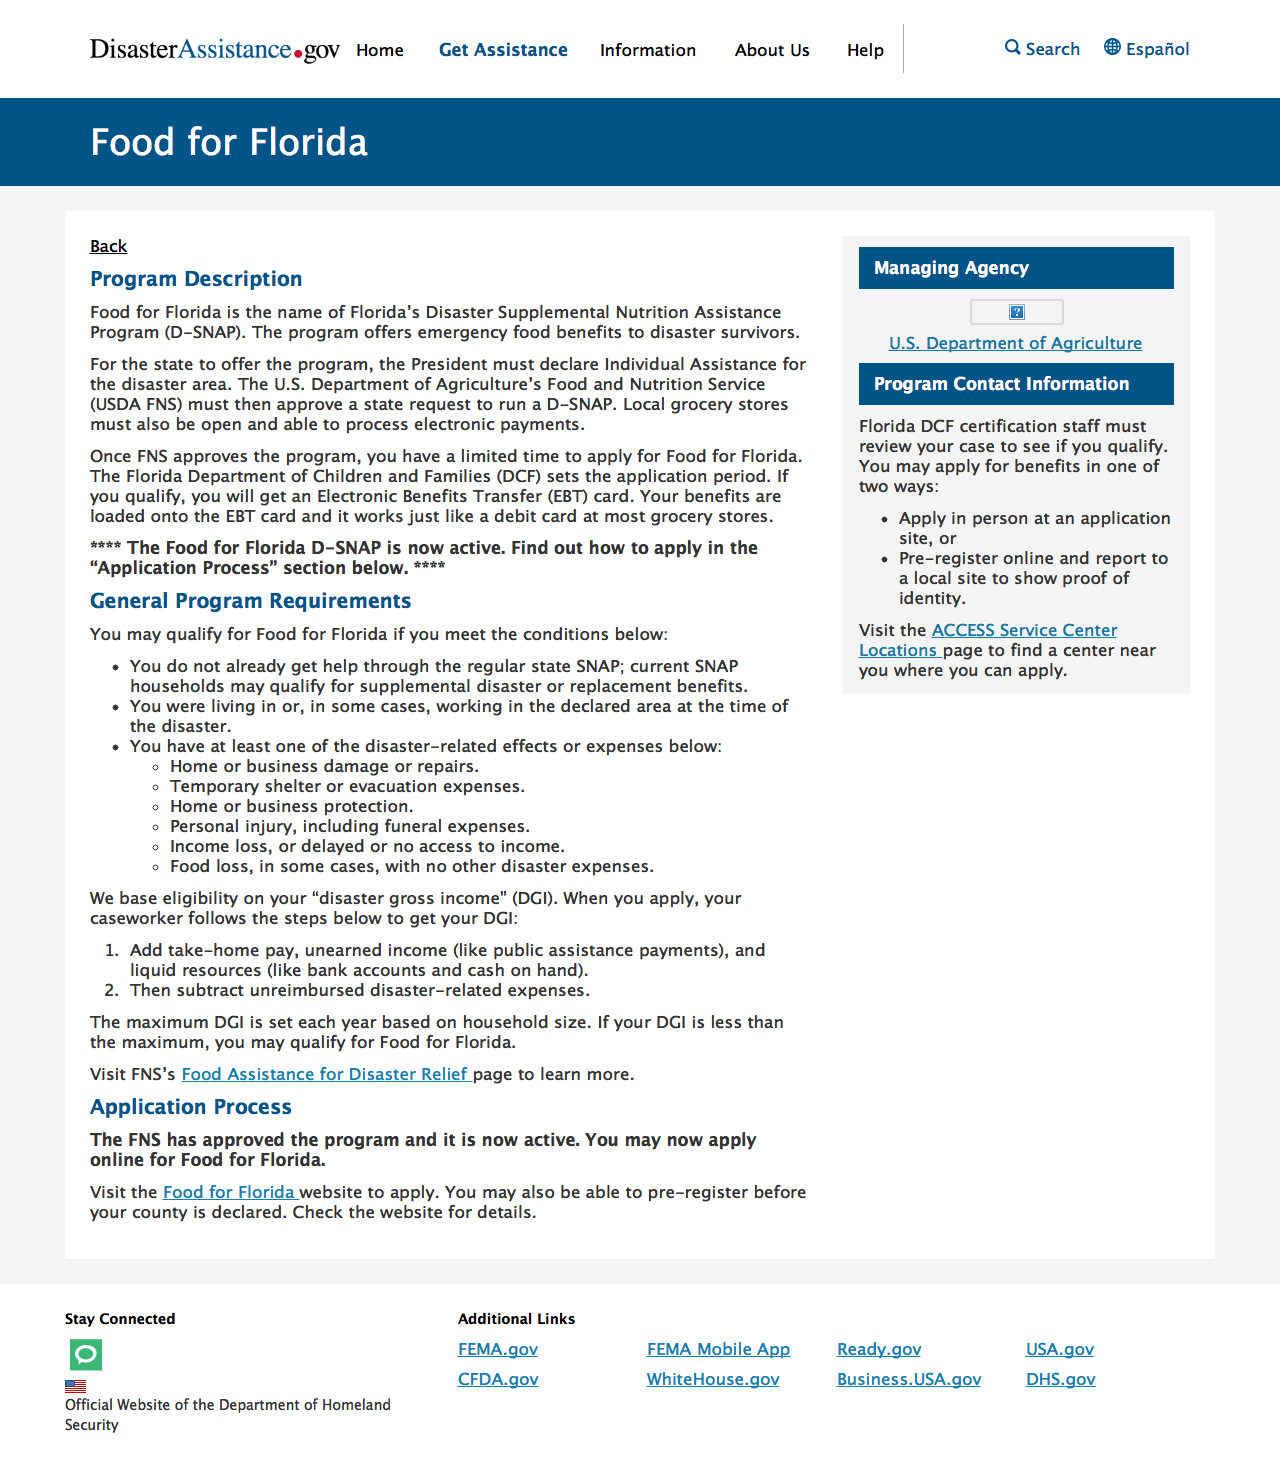 DisasterAssistance.gov Home Get Assistance Information About Us Help Search Español
Food for Florida
Back
Program Description
Food for Florida is the name of Florida’s Disaster Supplemental Nutrition Assistance
Program (D-SNAP). The program offers emergency food benefits to disaster survivors.
For the state to offer the program, the President must declare Individual Assistance for
the disaster area. The U.S. Department of Agriculture’s Food and Nutrition Service
(USDA FNS) must then approve a state request to run a D-SNAP. Local grocery stores
must also be open and able to process electronic payments.
Once FNS approves the program, you have a limited time to apply for Food for Florida.
The Florida Department of Children and Families (DCF) sets the application period. If
you qualify, you will get an Electronic Benefits Transfer (EBT) card. Your benefits are
loaded onto the EBT card and it works just like a debit card at most grocery stores.
**** The Food for Florida D-SNAP is now active. Find out how to apply in the
“Application Process” section below. ****
General Program Requirements
You may qualify for Food for Florida if you meet the conditions below:
• You do not already get help through the regular state SNAP; current SNAP
households may qualify for supplemental disaster or replacement benefits.
• You were living in or, in some cases, working in the declared area at the time of
the disaster.
• You have at least one of the disaster-related effects or expenses below:
◦ Home or business damage or repairs.
◦ Temporary shelter or evacuation expenses.
◦ Home or business protection.
◦ Personal injury, including funeral expenses.
◦ Income loss, or delayed or no access to income.
◦ Food loss, in some cases, with no other disaster expenses.
We base eligibility on your “disaster gross income” (DGI). When you apply, your
caseworker follows the steps below to get your DGI:
1. Add take-home pay, unearned income (like public assistance payments), and
liquid resources (like bank accounts and cash on hand).
2. Then subtract unreimbursed disaster-related expenses.
The maximum DGI is set each year based on household size. If your DGI is less than
the maximum, you may qualify for Food for Florida.
Visit FNS’s Food Assistance for Disaster Relief page to learn more.
Application Process
The FNS has approved the program and it is now active. You may now apply
online for Food for Florida.
Visit the Food for Florida website to apply. You may also be able to pre-register before
your county is declared. Check the website for details.
Managing Agency
U.S. Department of Agriculture
Program Contact Information
Florida DCF certification staff must
review your case to see if you qualify.
You may apply for benefits in one of
two ways:
• Apply in person at an application
site, or
• Pre-register online and report to
a local site to show proof of
identity.
Visit the ACCESS Service Center
Locations page to find a center near
you where you can apply.
Stay Connected
Official Website of the Department of Homeland
Security
Additional Links
FEMA.gov FEMA Mobile App Ready.gov USA.gov
CFDA.gov WhiteHouse.gov Business.USA.gov DHS.gov